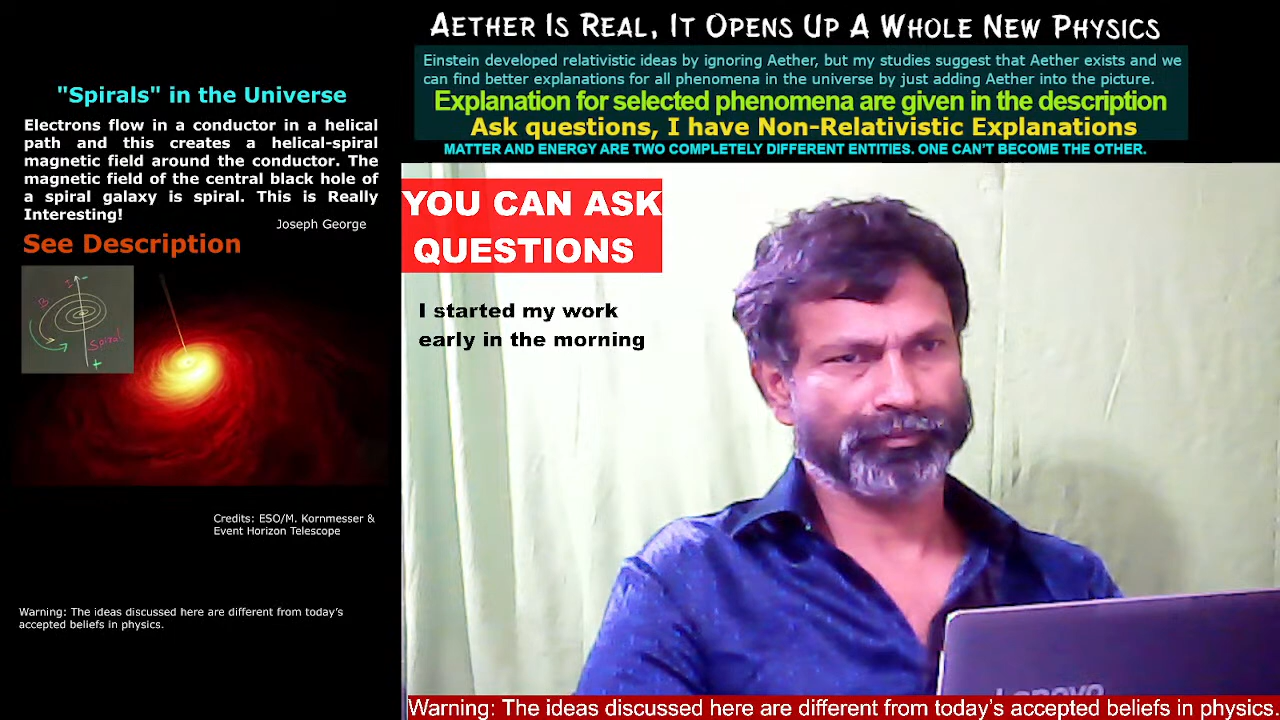 AETHER IS REAL, IT OPENS UP A WHOLE NEW PHYSICS
Einstein developed relativistic ideas by ignoring Aether, but my studies suggest that Aether exists and we
can find better explanations for all phenomena in the universe by just adding Aether into the picture.
Explanation for selected phenomena are given in the description
Ask questions, I have Non-Relativistic Explanations
MATTER AND ENERGY ARE TWO COMPLETELY DIFFERENT ENTITIES. ONE CAN'T BECOME THE OTHER.
"Spirals" in the Universe
Electrons flow in a conductor in a helical
path and this creates a helical-spiral
magnetic field around the conductor. The
magnetic field of the central black hole of
a spiral galaxy is spiral. This is Really
Interesting!
Joseph George
See Description
I -
B
Spiral
+
Credits: ESO/M. Kornmesser &
Event Horizon Telescope
Warning: The ideas discussed here are different from today's
accepted beliefs in physics.
YOU CAN ASK
QUESTIONS
I started my work
early in the morning
Lenovo
Warning: The ideas discussed here are different from today's accepted beliefs in physics.